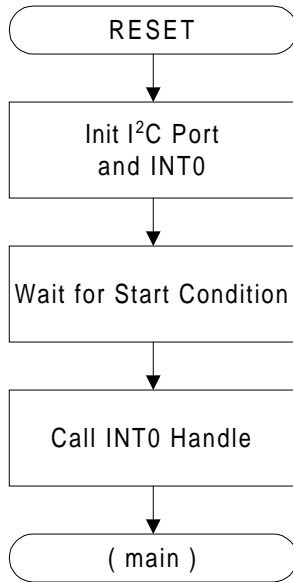 RESET
Init I²C Port
and INT0
Wait for Start Condition
Call INT0 Handle
( main )